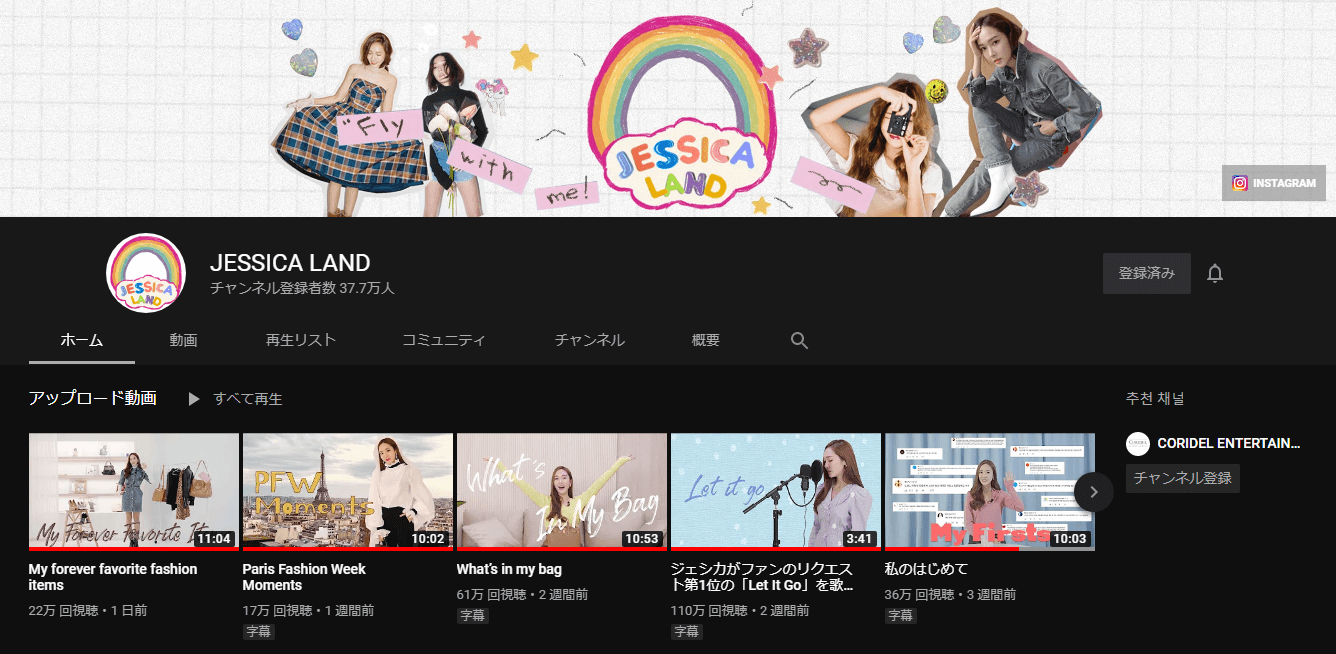 "Fly
with
me!
JESSICA
LAND
INSTAGRAM
JESSICA
LAND
JESSICA LAND
チャンネル登録者数 37.7万人
登録済み
ホーム
動画
再生リスト
コミュニティ
チャンネル
概要
アップロード動画
すべて再生
추천 채널
CORIDEL ENTERTAIN...
チャンネル登録
My Forever Favorite It
11:04
PFW
Moments
10:02
What's
In My Bag
10:53
Let it go
3:41
My Firsts
10:03
My forever favorite fashion
items
22万 回視聴・1 日前
Paris Fashion Week
Moments
17万 回視聴・1 週間前
字幕
What's in my bag
61万 回視聴・2 週間前
字幕
ジェシカがファンのリクエス
ト第1位の「Let It Go」を歌...
110万 回視聴・2 週間前
字幕
私のはじめて
36万 回視聴・3 週間前
字幕